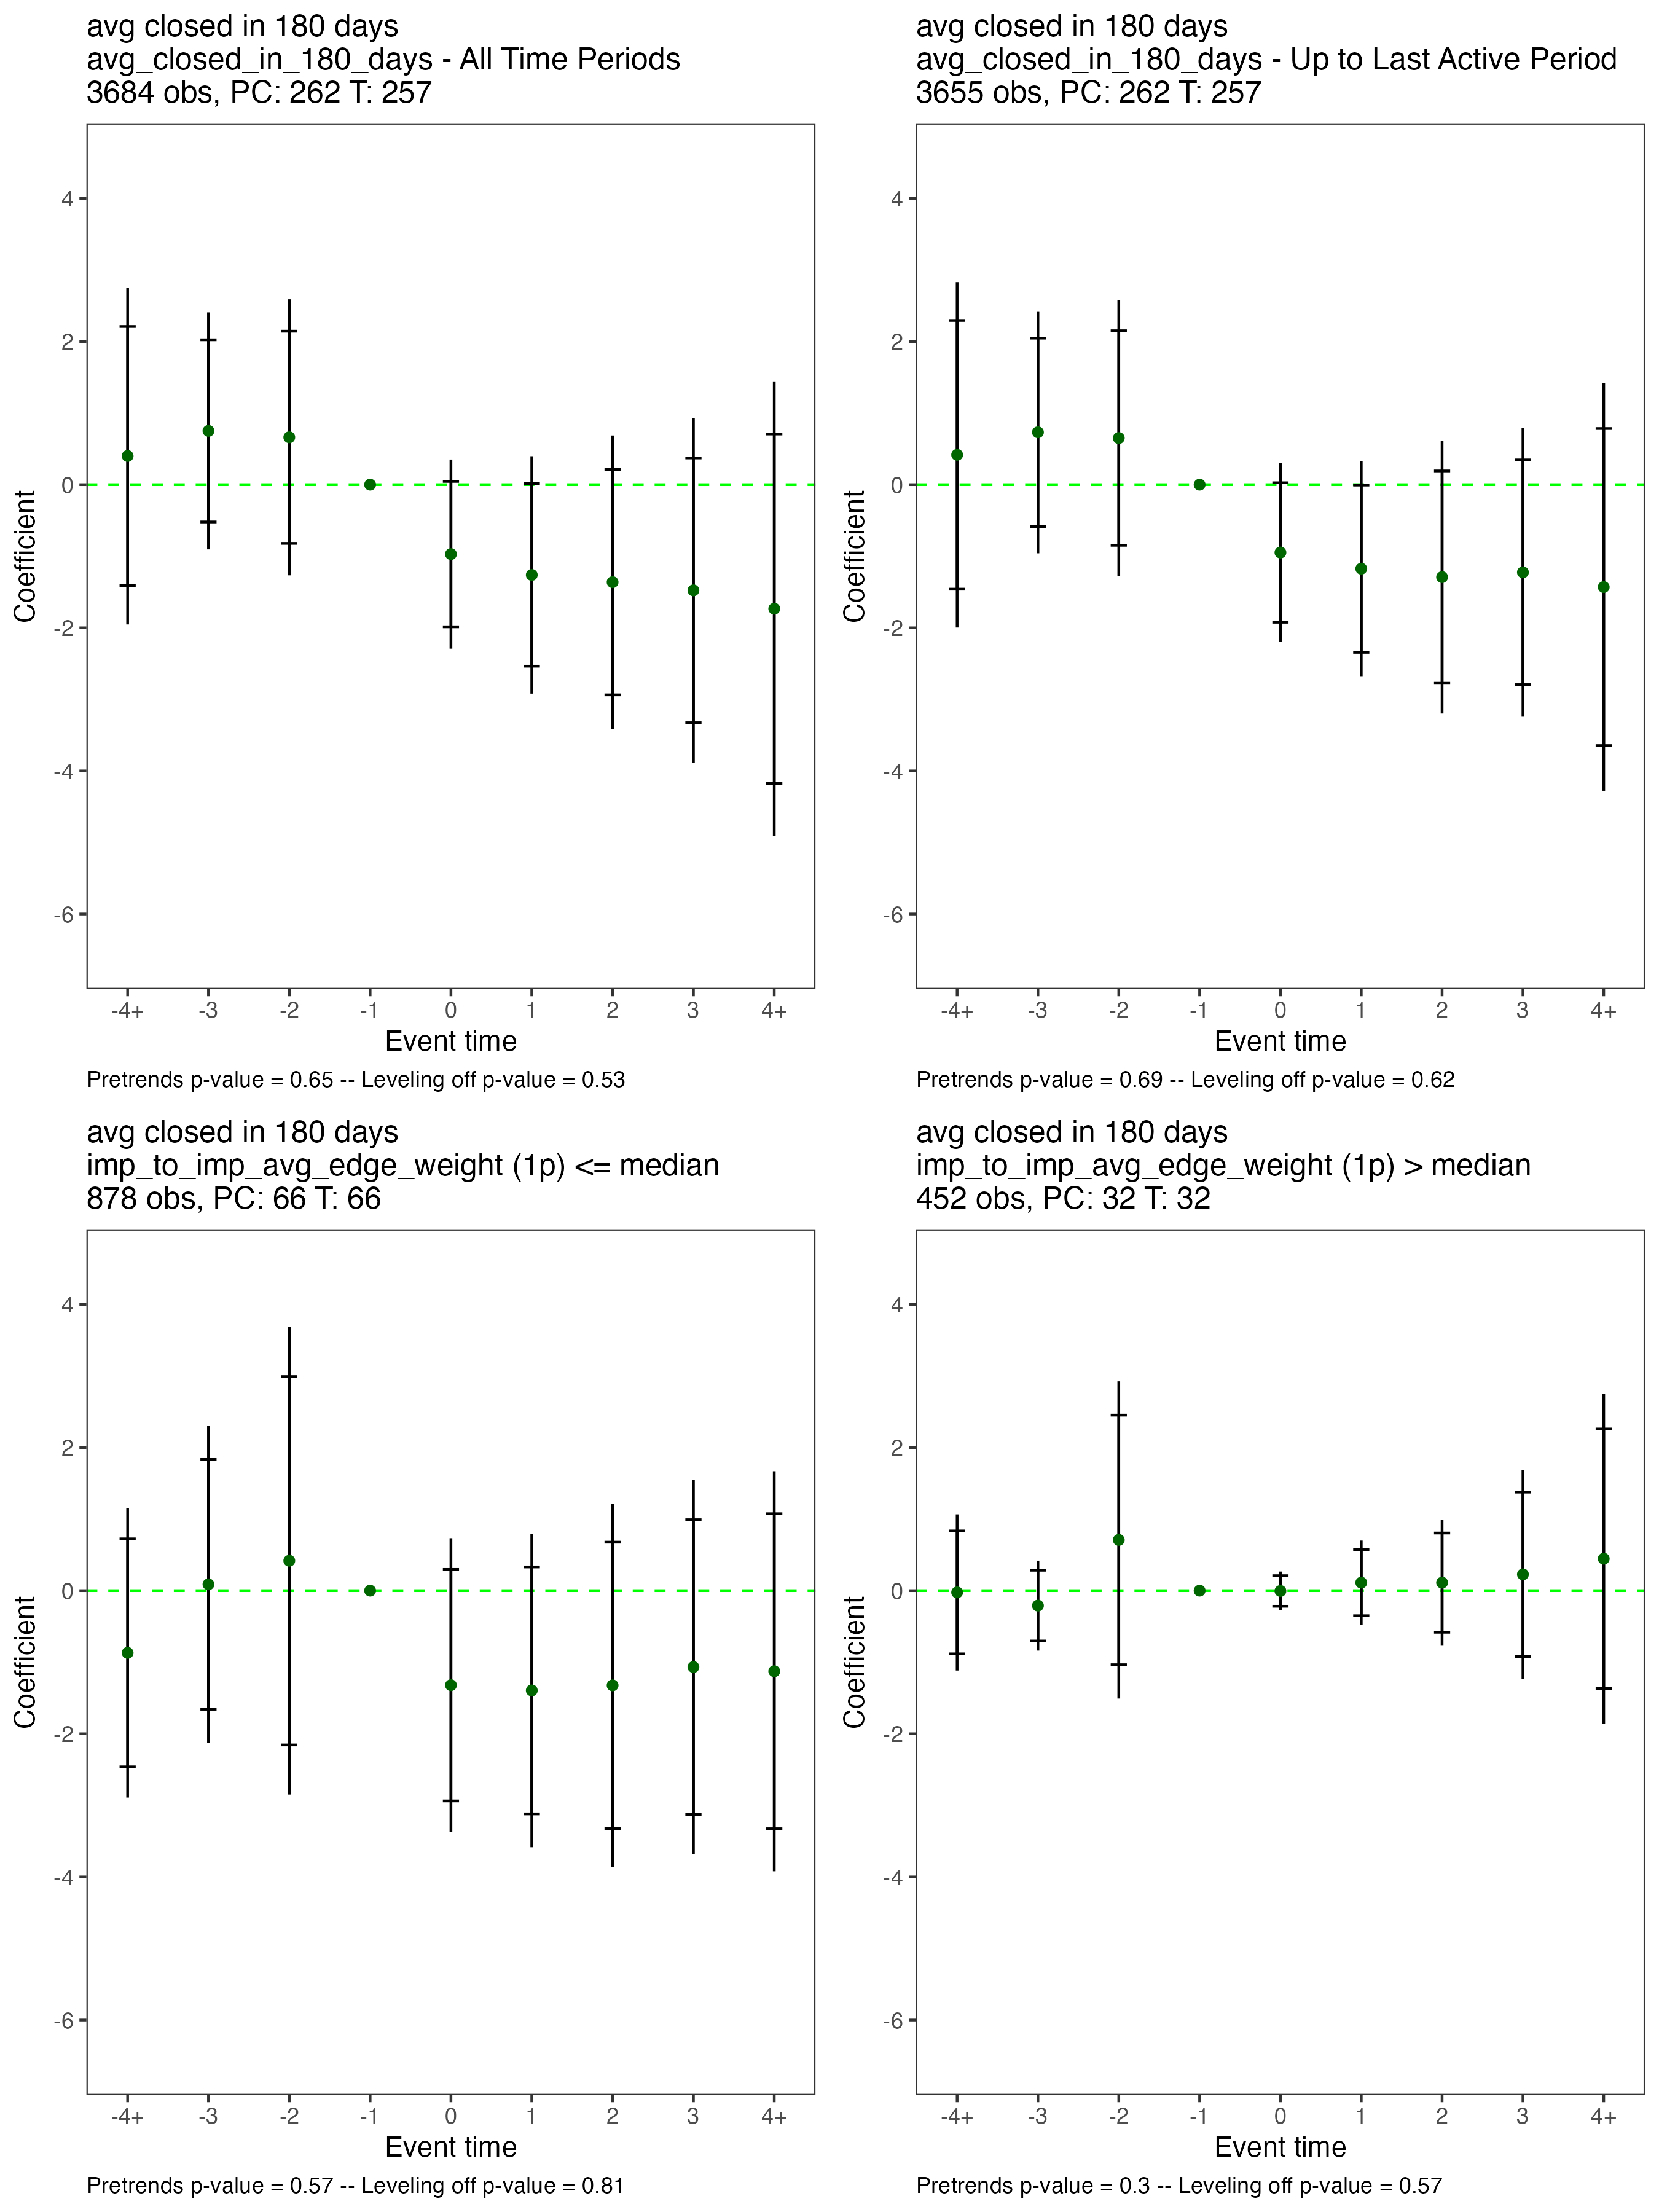 avg closed in 180 days
avg_closed_in_180_days - All Time Periods
3684 obs, PC: 262 T: 257
4
2
0
-2
-4
-6
Coefficient
-4+ -3 -2 -1 0 1 2 3 4+
Event time
Pretrends p-value = 0.65 -- Leveling off p-value = 0.53
avg closed in 180 days
avg_closed_in_180_days - Up to Last Active Period
3655 obs, PC: 262 T: 257
4
2
0
-2
-4
-6
Coefficient
-4+ -3 -2 -1 0 1 2 3 4+
Event time
Pretrends p-value = 0.69 -- Leveling off p-value = 0.62
avg closed in 180 days
imp_to_imp_avg_edge_weight (1p) <= median
878 obs, PC: 66 T: 66
4
2
0
-2
-4
-6
Coefficient
-4+ -3 -2 -1 0 1 2 3 4+
Event time
Pretrends p-value = 0.57 -- Leveling off p-value = 0.81
avg closed in 180 days
imp_to_imp_avg_edge_weight (1p) > median
452 obs, PC: 32 T: 32
4
2
0
-2
-4
-6
Coefficient
-4+ -3 -2 -1 0 1 2 3 4+
Event time
Pretrends p-value = 0.3 -- Leveling off p-value = 0.57